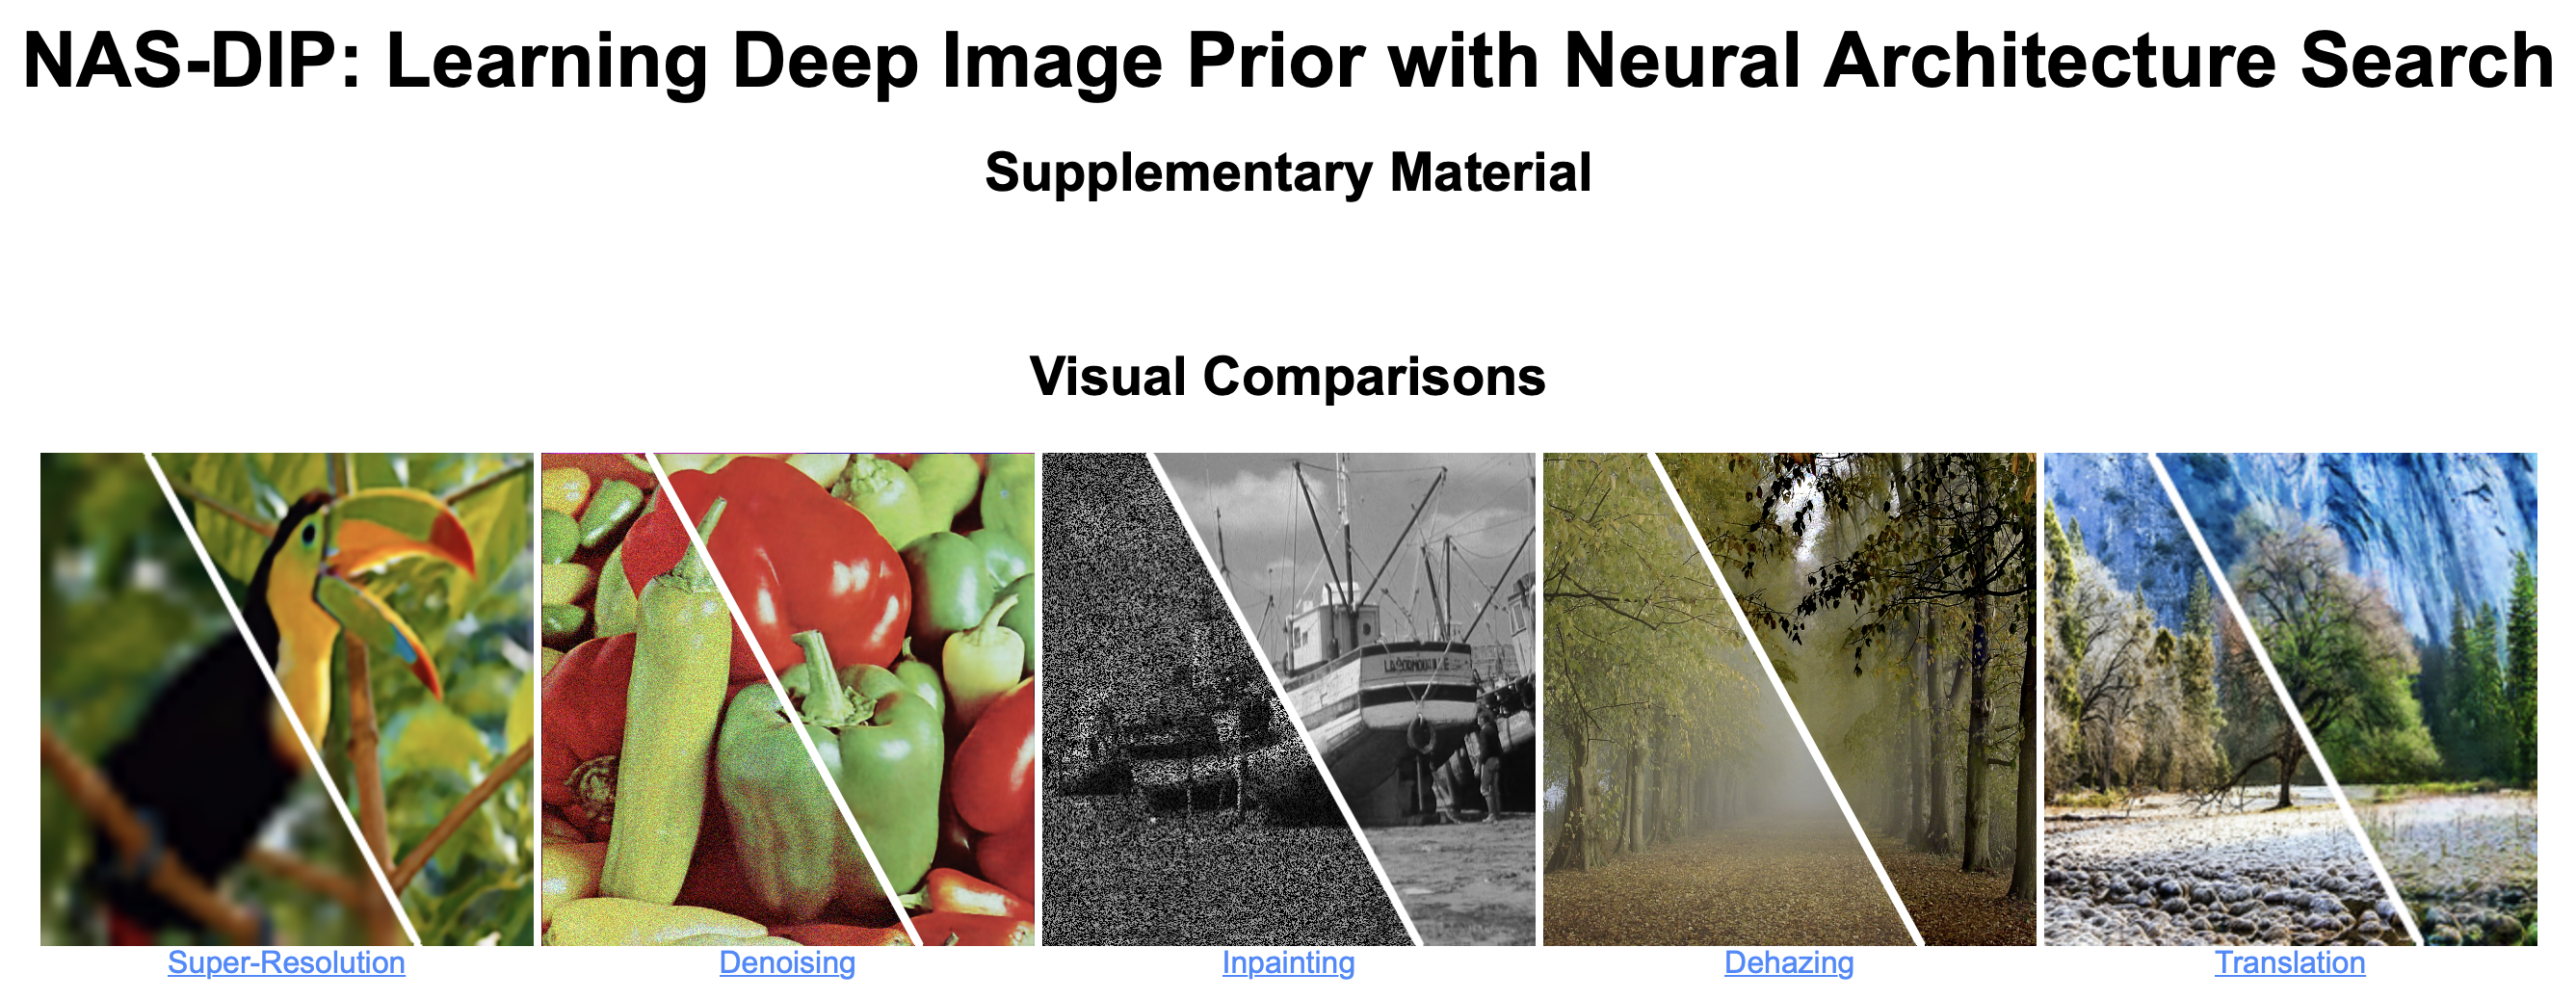 NAS-DIP: Learning Deep Image Prior with Neural Architecture Search
Supplementary Material
Visual Comparisons
Super-Resolution
Denoising
Inpainting
Dehazing
Translation